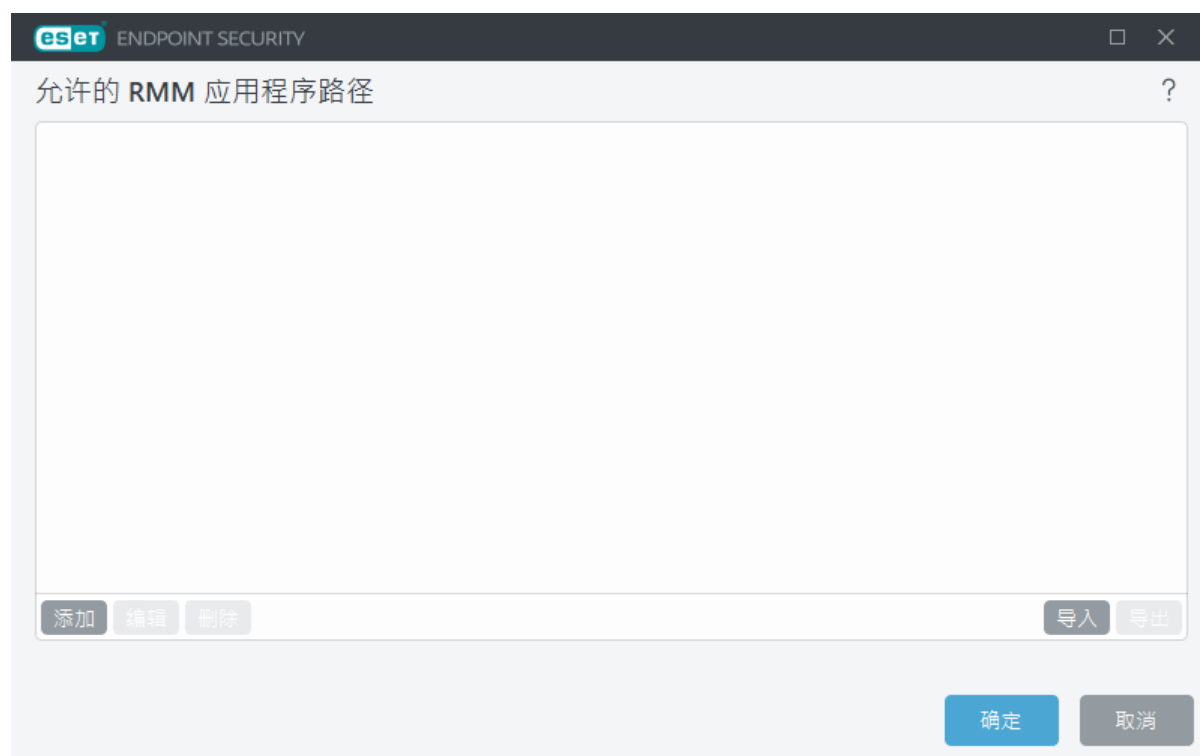 eset ENDPOINT SECURITY
允许的 RMM 应用程序路径 ?
添加 编辑 删除 导入 导出
确定 取消